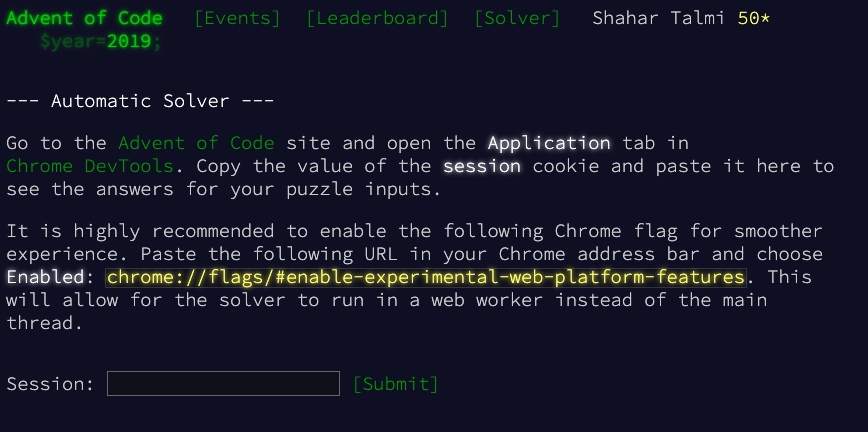 Advent of Code [Events] [Leaderboard] [Solver] Shahar Talmi 50*
$year=2019;
--- Automatic Solver ---
Go to the Advent of Code site and open the Application tab in
Chrome DevTools. Copy the value of the session cookie and paste it here to
see the answers for your puzzle inputs.
It is highly recommended to enable the following Chrome flag for smoother
experience. Paste the following URL in your Chrome address bar and choose
Enabled: chrome://flags/#enable-experimental-web-platform-features. This
will allow for the solver to run in a web worker instead of the main
thread.
Session: [Submit]